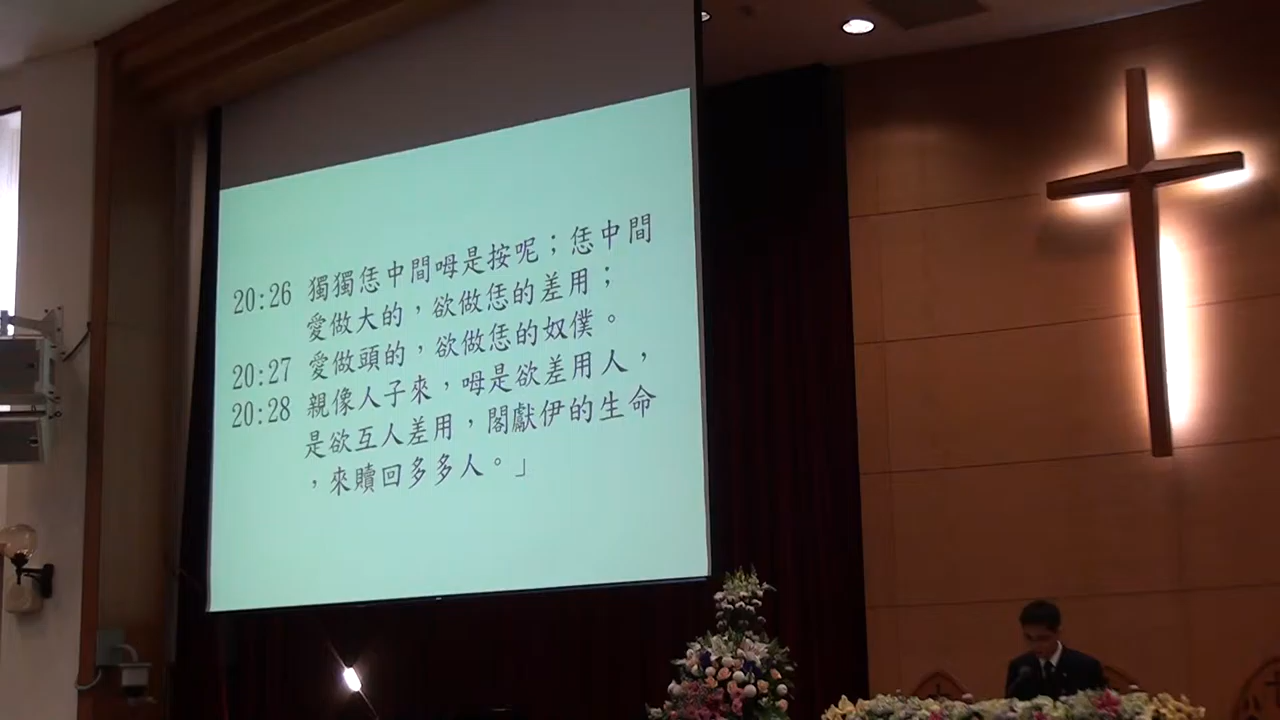 20:26 獨獨恁中間呣是按呢；恁中間
愛做大的，欲做恁的差用；
20:27 愛做頭的，欲做恁的奴僕。
20:28 親像人子來，呣是欲差用人，
是欲互人差用，閣獻伊的生命
，來贖回多多人。」